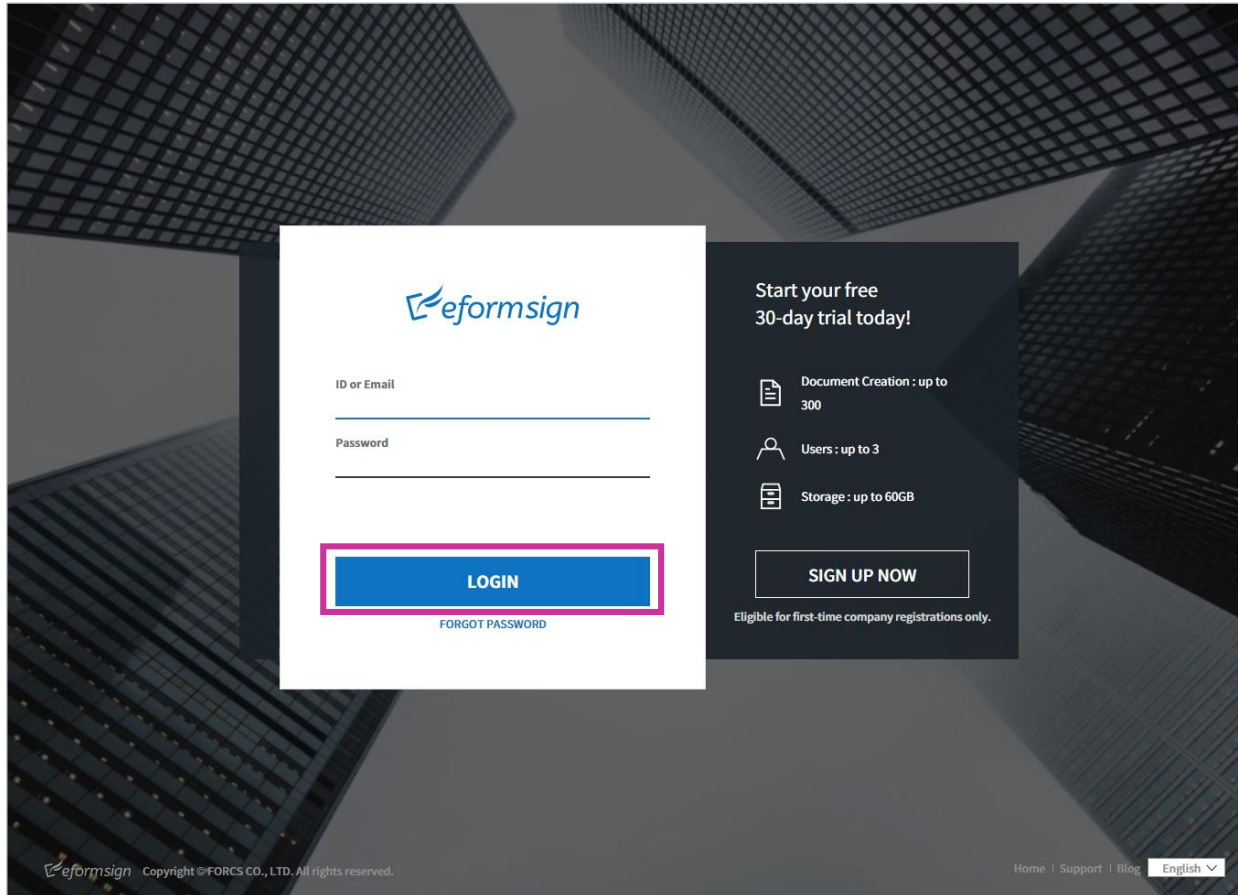 eformsign
ID or Email
Password
LOGIN
FORGOT PASSWORD
Start your free
30-day trial today!
Document Creation : up to
300
Users : up to 3
Storage : up to 60GB
SIGN UP NOW
Eligible for first-time company registrations only.
eformsign Copyright © FORCS CO., LTD. All rights reserved.
Home | Support | Blog English